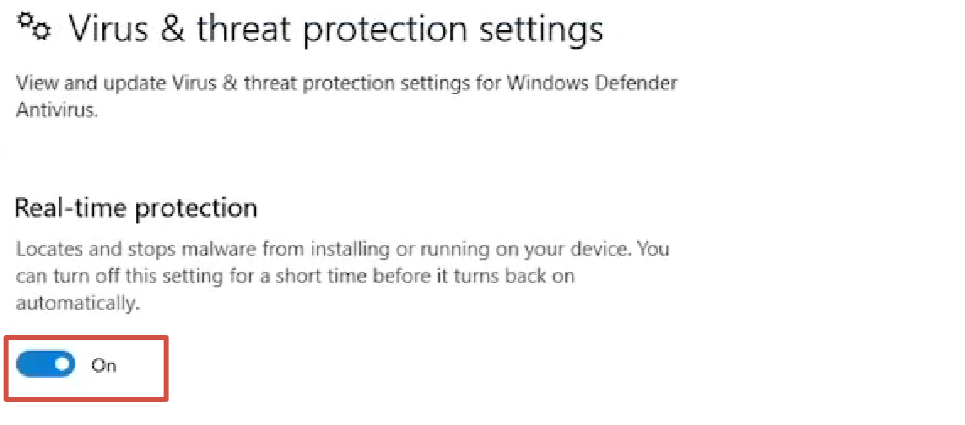 Virus & threat protection settings
View and update Virus & threat protection settings for Windows Defender
Antivirus.
Real-time protection
Locates and stops malware from installing or running on your device. You
can turn off this setting for a short time before it turns back on
automatically.
On